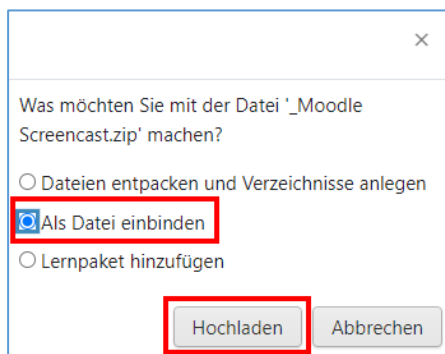 ×
Was möchten Sie mit der Datei '_Moodle
Screencast.zip' machen?
Dateien entpacken und Verzeichnisse anlegen
Als Datei einbinden
Lernpaket hinzufügen
Hochladen Abbrechen